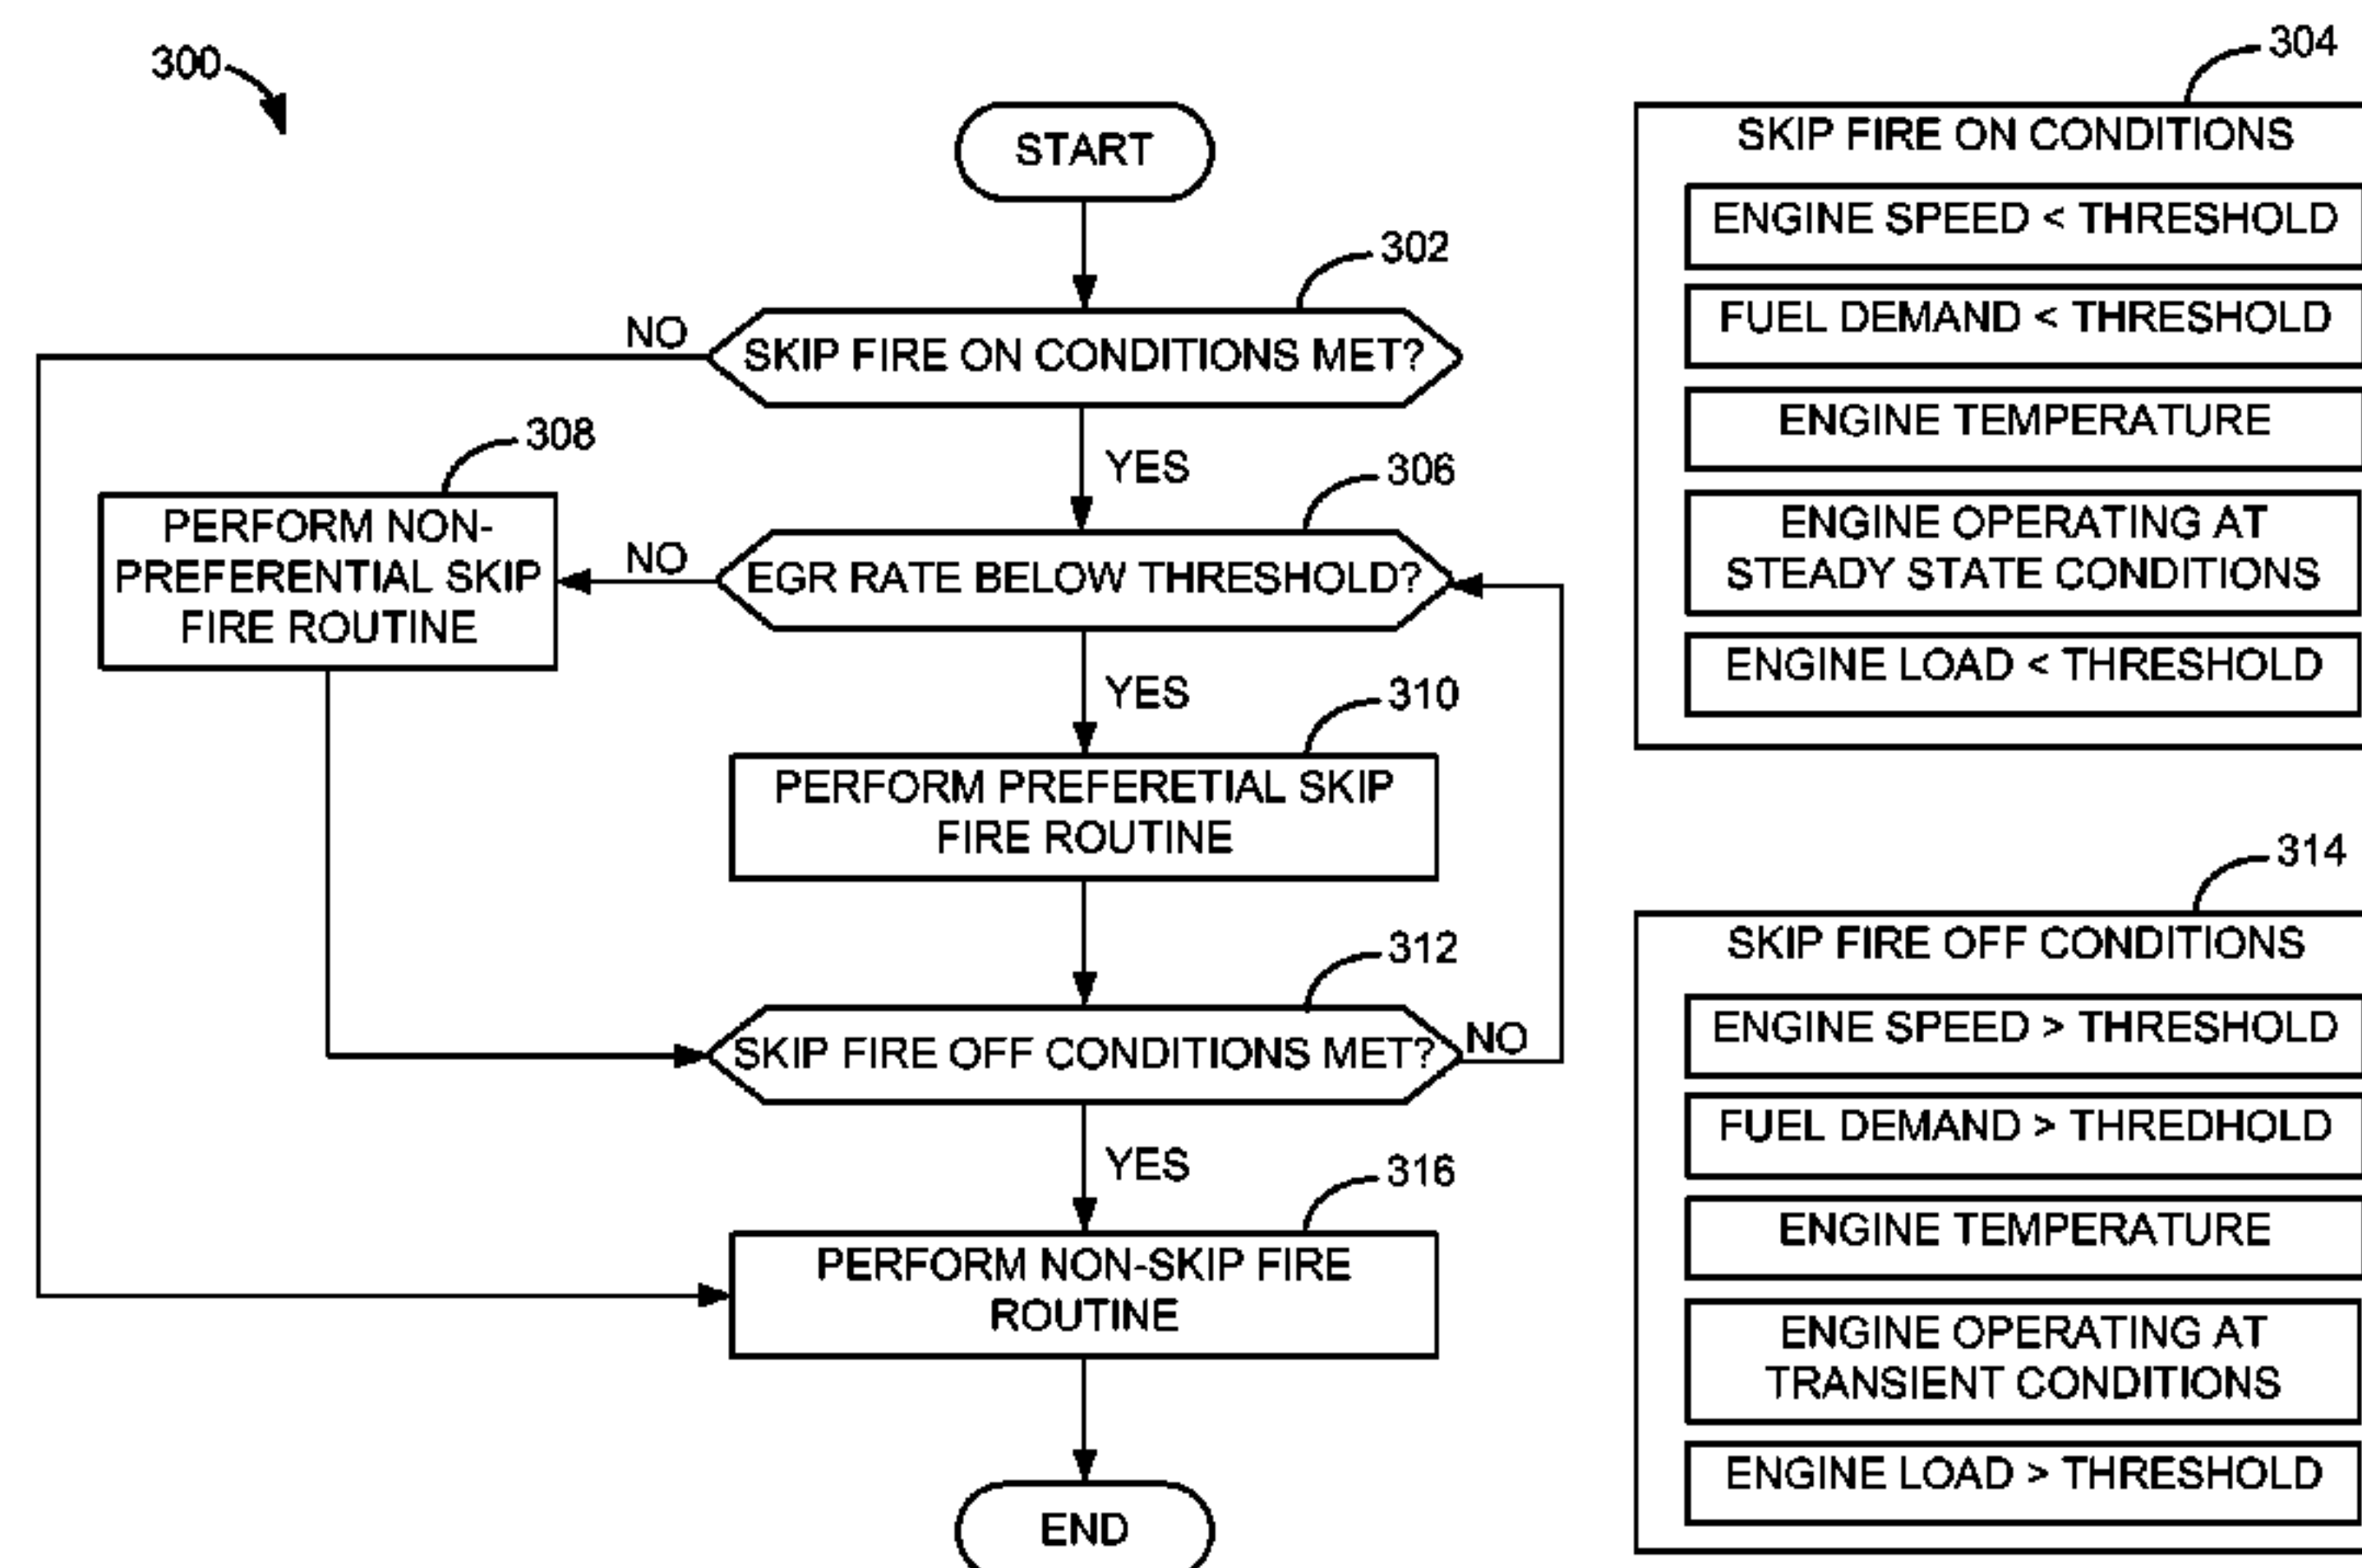 300
START
302
SKIP FIRE ON CONDITIONS MET?
NO
YES
308
PERFORM NON-
PREFERENTIAL SKIP
FIRE ROUTINE
306
EGR RATE BELOW THRESHOLD?
NO
YES
310
PERFORM PREFERETIAL SKIP
FIRE ROUTINE
312
SKIP FIRE OFF CONDITIONS MET?
NO
YES
316
PERFORM NON-SKIP FIRE
ROUTINE
END
304
SKIP FIRE ON CONDITIONS
ENGINE SPEED < THRESHOLD
FUEL DEMAND < THRESHOLD
ENGINE TEMPERATURE
ENGINE OPERATING AT
STEADY STATE CONDITIONS
ENGINE LOAD < THRESHOLD
314
SKIP FIRE OFF CONDITIONS
ENGINE SPEED > THRESHOLD
FUEL DEMAND > THREDHOLD
ENGINE TEMPERATURE
ENGINE OPERATING AT
TRANSIENT CONDITIONS
ENGINE LOAD > THRESHOLD